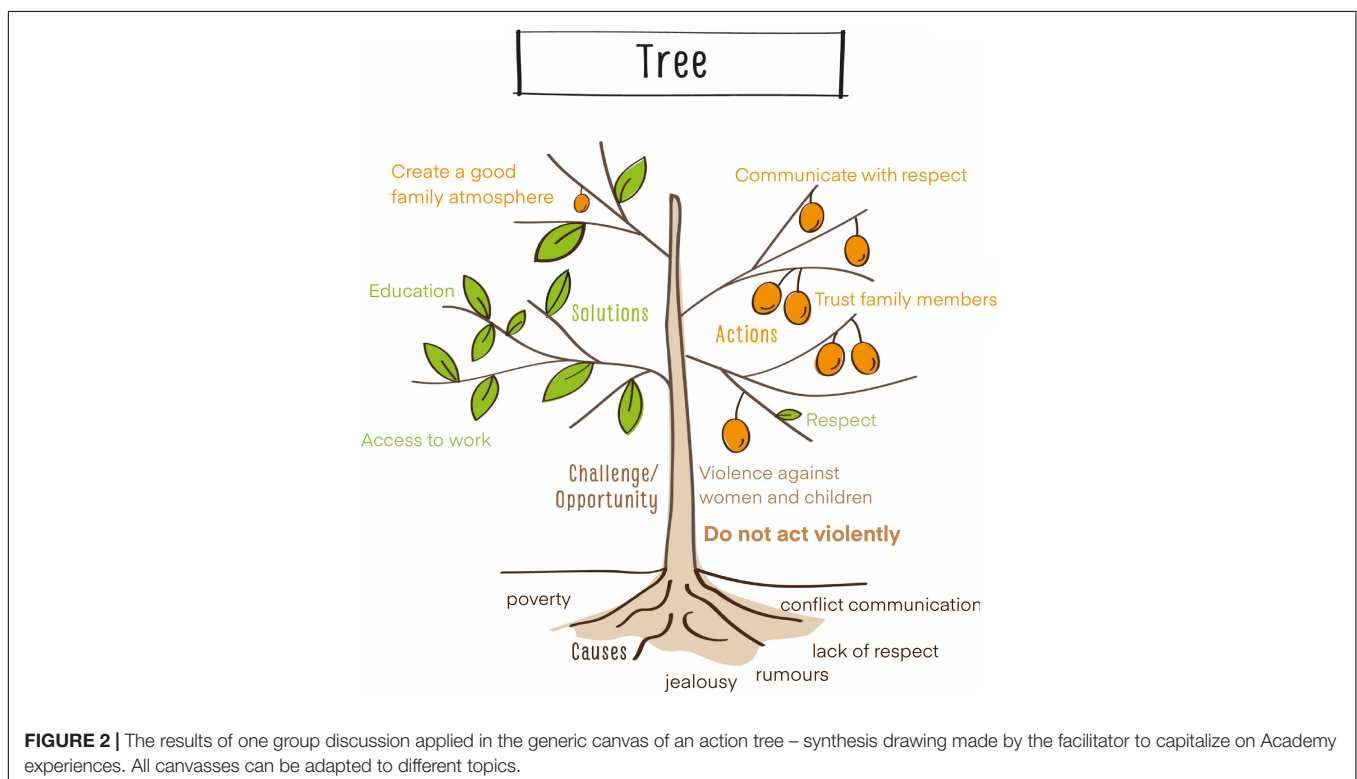 Tree
Create a good
family atmosphere
Communicate with respect
Education
Solutions
Trust family members
Actions
Respect
Access to work
Challenge/
Opportunity
Violence against
women and children
Do not act violently
poverty
conflict communication
Causes
lack of respect
rumours
jealousy
FIGURE 2 | The results of one group discussion applied in the generic canvas of an action tree – synthesis drawing made by the facilitator to capitalize on Academy
experiences. All canvasses can be adapted to different topics.